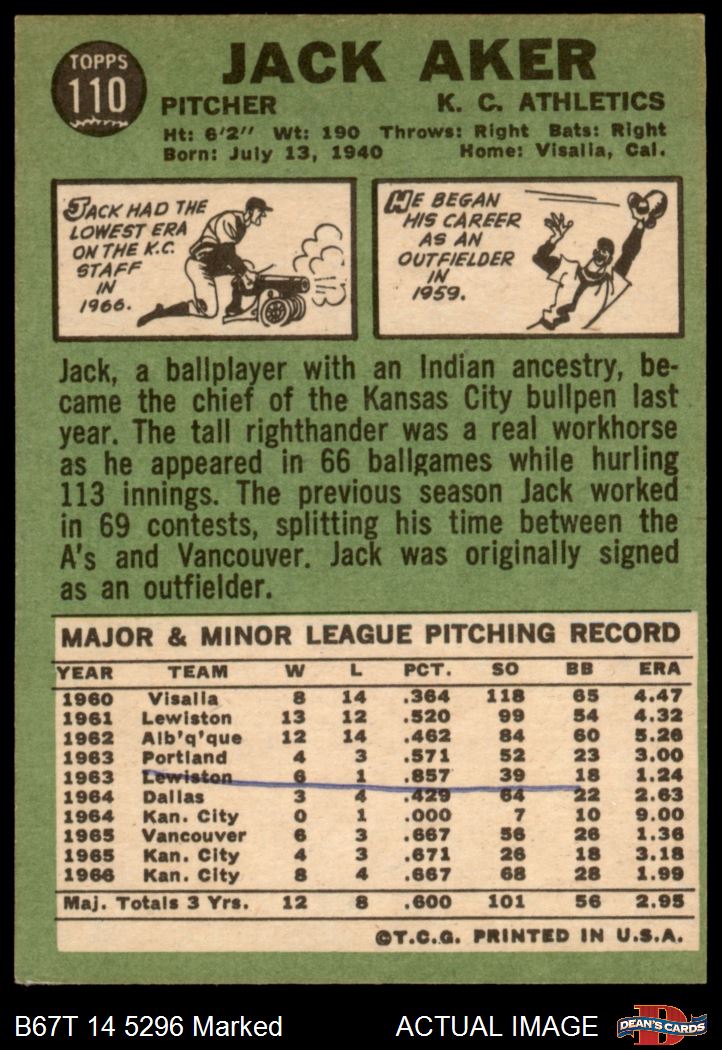 TOPPS
110
JACK AKER
PITCHER K. C. ATHLETICS
Ht: 6'2" Wt: 190 Throws: Right Bats: Right
Born: July 13, 1940 Home: Visalia, Cal.
JACK HAD THE
LOWEST ERA
ON THE K.C.
STAFF
IN
1966.
HE BEGAN
HIS CAREER
AS AN
OUTFIELDER
IN
1959.
Jack, a ballplayer with an Indian ancestry, be-
came the chief of the Kansas City bullpen last
year. The tall righthander was a real workhorse
as he appeared in 66 ballgames while hurling
113 innings. The previous season Jack worked
in 69 contests, splitting his time between the
A's and Vancouver. Jack was originally signed
as an outfielder.
MAJOR & MINOR LEAGUE PITCHING RECORD
YEAR TEAM W L PCT. SO BB ERA
1960 Visalia 8 14 .364 118 65 4.47
1961 Lewiston 13 12 .520 99 54 4.32
1962 Alb'q'que 12 14 .462 84 60 5.26
1963 Portland 4 3 .571 52 23 3.00
1963 Lewiston 6 1 .857 39 18 1.24
1964 Dallas 3 4 .429 64 22 2.63
1964 Kan. City 0 1 .000 7 10 9.00
1965 Vancouver 6 3 .667 56 26 1.36
1965 Kan. City 4 3 .671 26 18 3.18
1966 Kan. City 8 4 .667 68 28 1.99
Maj. Totals 3 Yrs. 12 8 .600 101 56 2.95
©T.C.G. PRINTED IN U.S.A.
B67T 14 5296 Marked ACTUAL IMAGE
D
DEAN'S CARDS